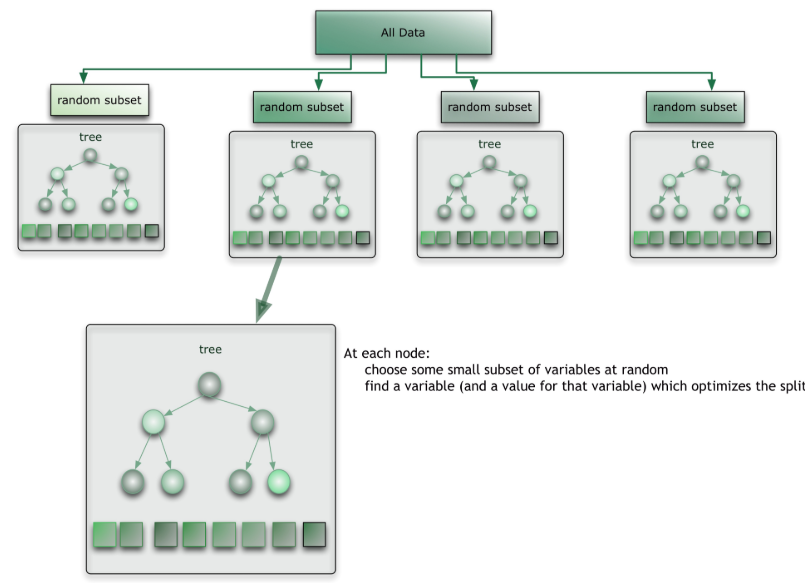 All Data
random subset
random subset
random subset
random subset
tree
tree
tree
tree
tree
At each node:
choose some small subset of variables at random
find a variable (and a value for that variable) which optimizes the split